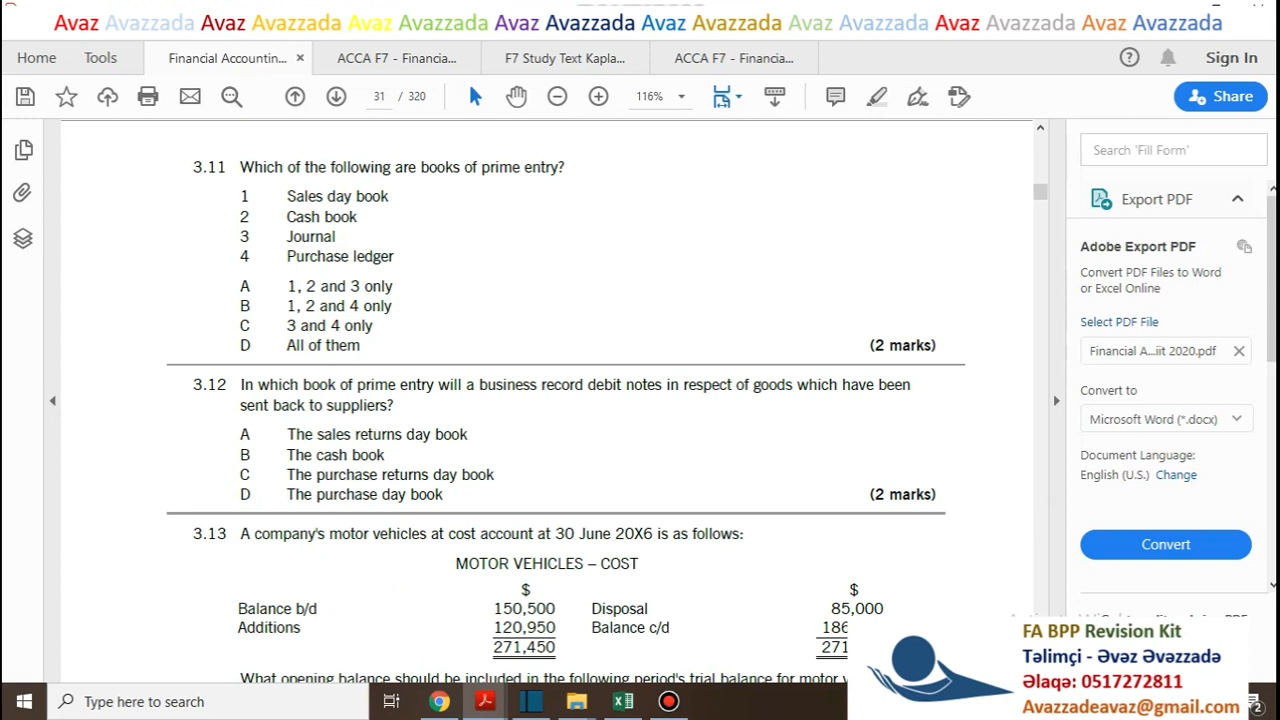 Avaz Avazzada Avaz Avazzada Avaz Avazzada Avaz Avazzada Avaz Avazzada Avaz Avazzada Avaz Avazzada Avaz Avazzada
Home Tools Financial Accountin... × ACCA F7 - Financia... F7 Study Text Kapla... ACCA F7 - Financia... Sign In
31 / 320 116% Share
3.11 Which of the following are books of prime entry?
1 Sales day book
2 Cash book
3 Journal
4 Purchase ledger
A 1, 2 and 3 only
B 1, 2 and 4 only
C 3 and 4 only
D All of them (2 marks)
3.12 In which book of prime entry will a business record debit notes in respect of goods which have been
sent back to suppliers?
A The sales returns day book
B The cash book
C The purchase returns day book
D The purchase day book (2 marks)
3.13 A company's motor vehicles at cost account at 30 June 20X6 is as follows:
MOTOR VEHICLES – COST
$ $
Balance b/d 150,500 Disposal 85,000
Additions 120,950 Balance c/d 186
271,450 271
What opening balance should be included in the following period's trial balance for motor
Search 'Fill Form'
Export PDF
Adobe Export PDF
Convert PDF Files to Word
or Excel Online
Select PDF File
Financial A...iit 2020.pdf
Convert to
Microsoft Word (*.docx)
Document Language:
English (U.S.) Change
Convert
FA BPP Revision Kit
Təlimçi - Əvəz Əvəzzadə
Əlaqə: 0517272811
Avazzadeavaz@gmail.com
Type here to search
2